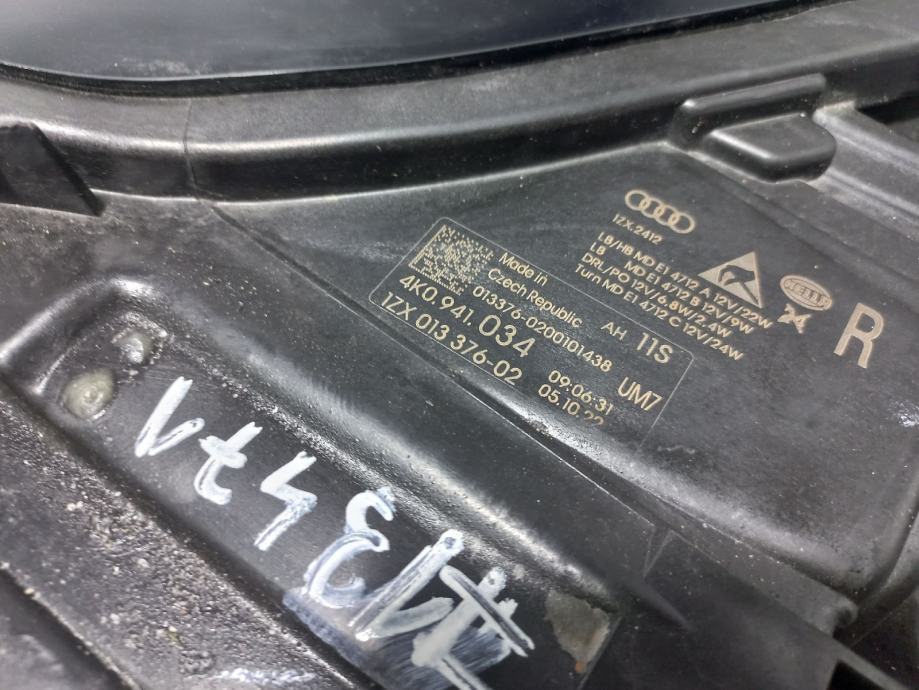 1ZX.2412
LB/HB MD E1 4712 A 12V/22W
LB MD E1 4712 B 12V/9W
DRL/PO 12V/6.8W/2.4W
Turn MD E1 4712 C 12V/24W
HELLA
R
Made in
Czech Republic AH 11S
013376-0200101438 UM7
4K0.941.034 09:06:31
1ZX 013 376-02 05.10.22